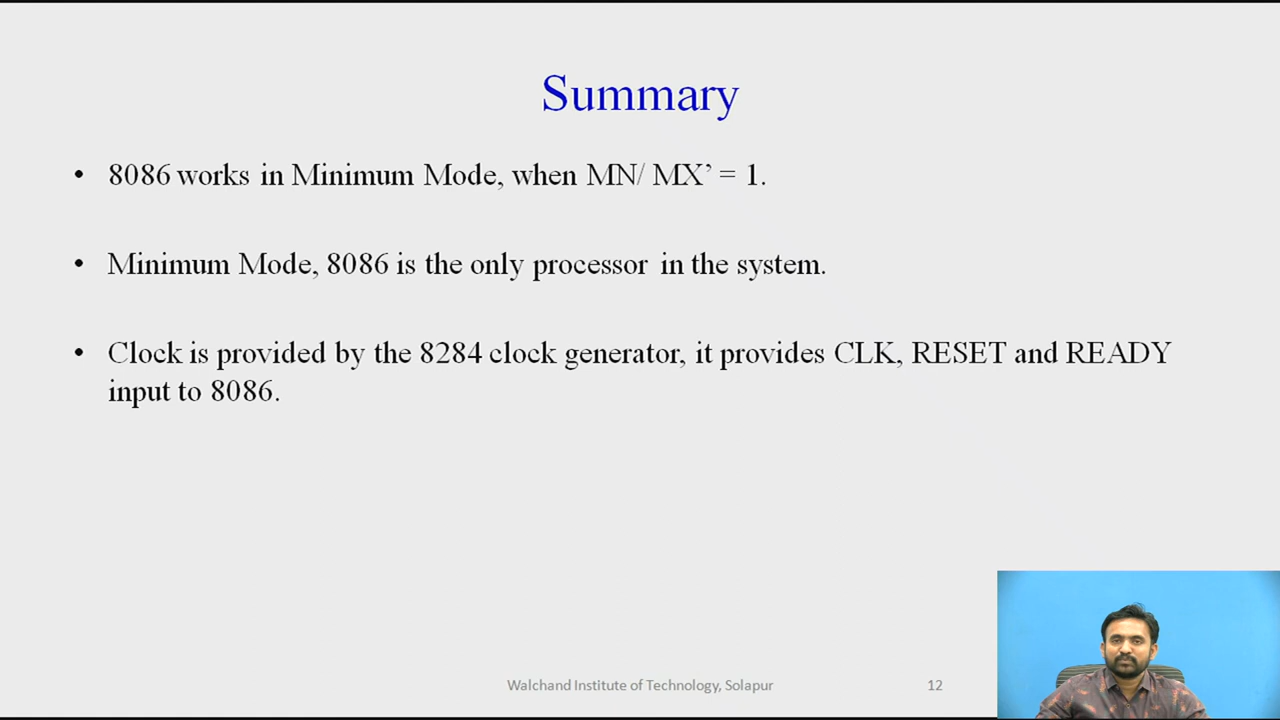 Summary
• 8086 works in Minimum Mode, when MN/ MX’ = 1.
• Minimum Mode, 8086 is the only processor in the system.
• Clock is provided by the 8284 clock generator, it provides CLK, RESET and READY
input to 8086.
Walchand Institute of Technology, Solapur
12